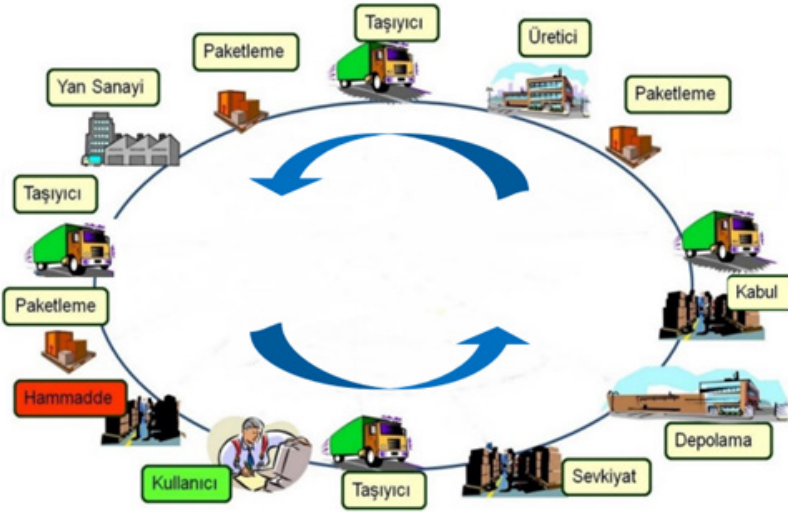 Taşıyıcı
Üretici
Paketleme
Yan Sanayi
Paketleme
Taşıyıcı
Kabul
Paketleme
Hammadde
Depolama
Kullanıcı
Taşıyıcı
Sevkiyat